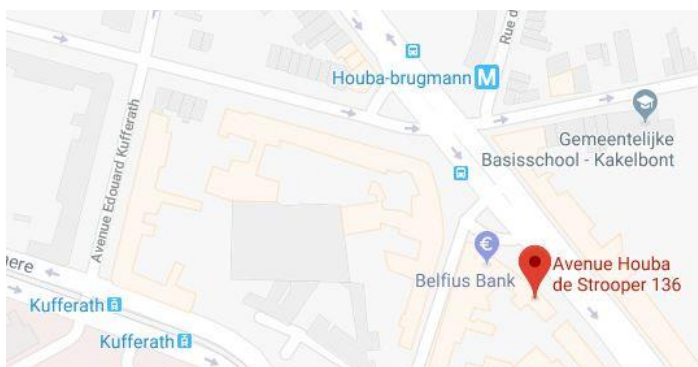 Rue d
Houba-brugmann M
Gemeentelijke
Basisschool - Kakelbont
Avenue Edouard Kufferath
Belfius Bank
Avenue Houba
de Strooper 136
ere
Kufferath
Kufferath